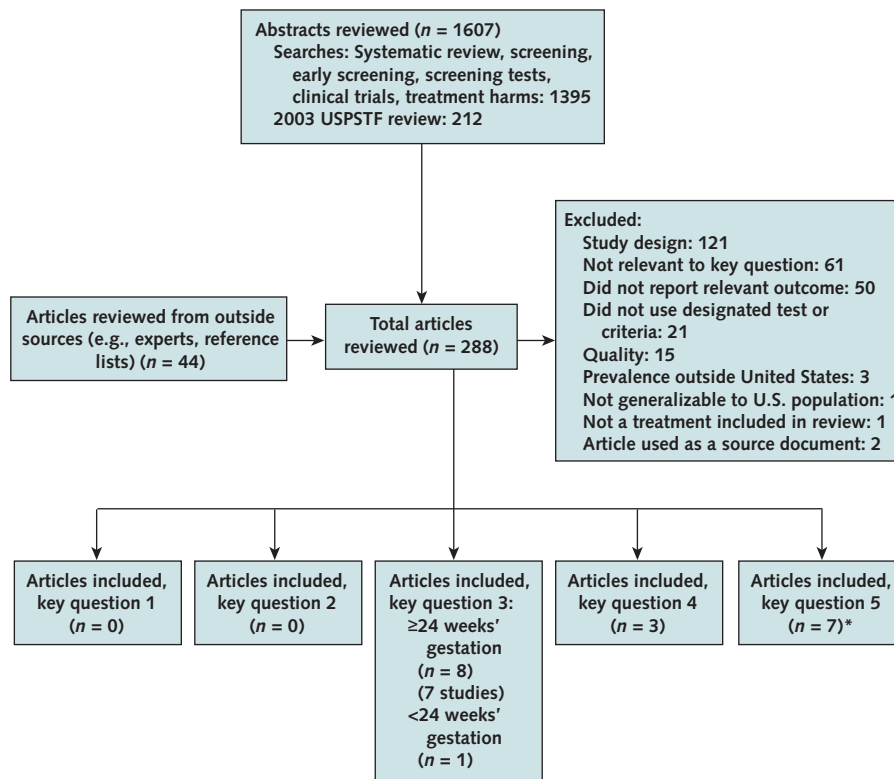 Abstracts reviewed (n = 1607)
Searches: Systematic review, screening,
early screening, screening tests,
clinical trials, treatment harms: 1395
2003 USPSTF review: 212
Excluded:
Study design: 121
Not relevant to key question: 61
Did not report relevant outcome: 50
Did not use designated test or
criteria: 21
Quality: 15
Prevalence outside United States: 3
Not generalizable to U.S. population: 1
Not a treatment included in review: 1
Article used as a source document: 2
Articles reviewed from outside
sources (e.g., experts, reference
lists) (n = 44)
Total articles
reviewed (n = 288)
Articles included,
key question 1
(n = 0)
Articles included,
key question 2
(n = 0)
Articles included,
key question 3:
≥24 weeks’
gestation
(n = 8)
(7 studies)
<24 weeks’
gestation
(n = 1)
Articles included,
key question 4
(n = 3)
Articles included,
key question 5
(n = 7)*